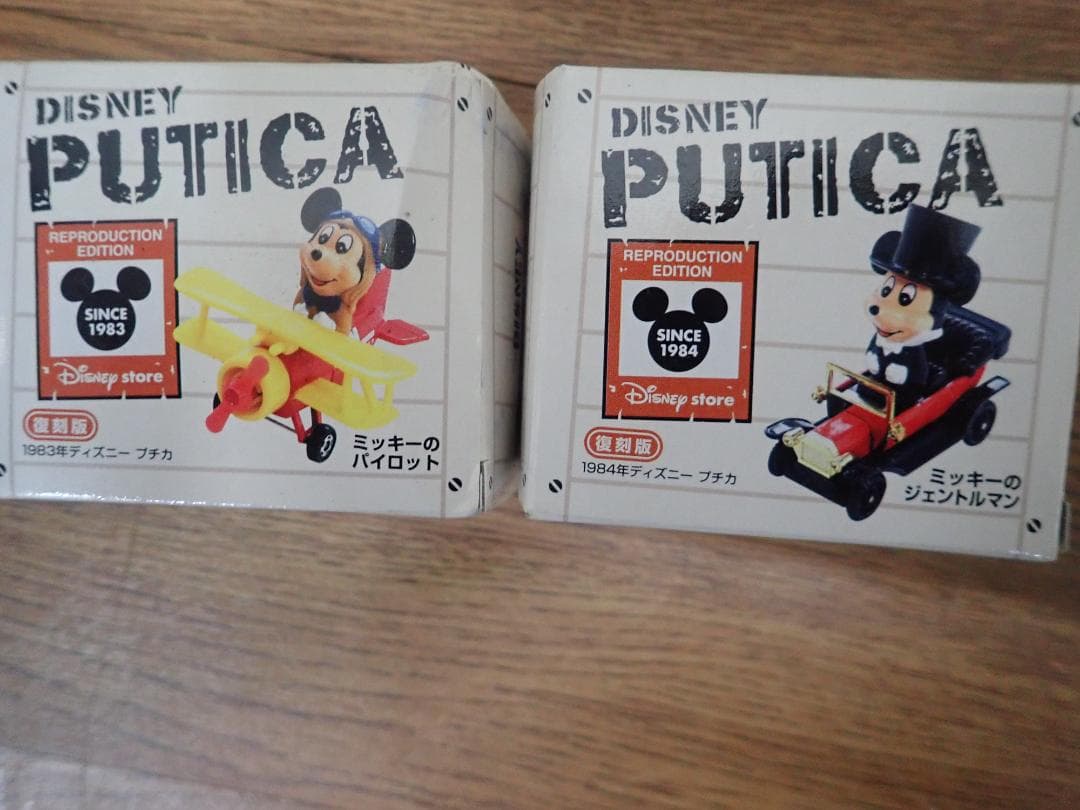 DISNEY
PUTICA
REPRODUCTION
EDITION
SINCE
1983
Disney store
復刻版
1983年ディズニー プチカ
ミッキーの
パイロット
DISNEY
PUTICA
REPRODUCTION
EDITION
SINCE
1984
Disney store
復刻版
1984年ディズニー プチカ
ミッキーの
ジェントルマン